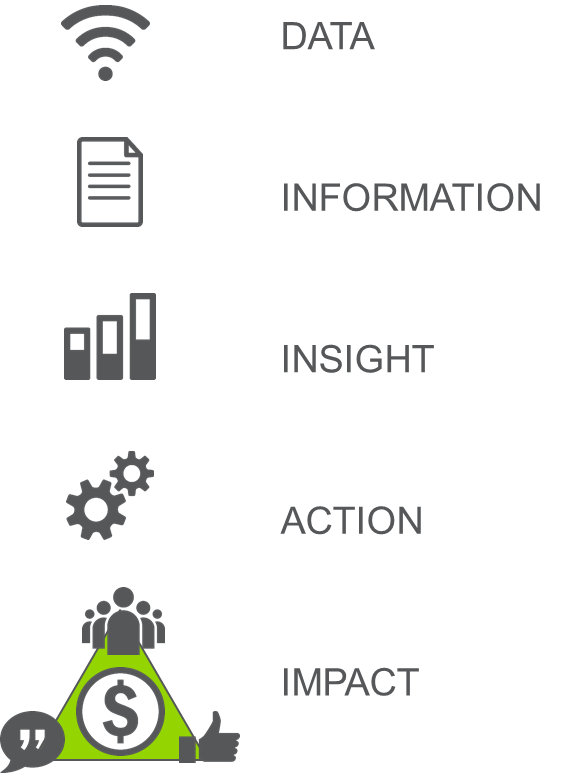 DATA
INFORMATION
INSIGHT
ACTION
$
"
IMPACT